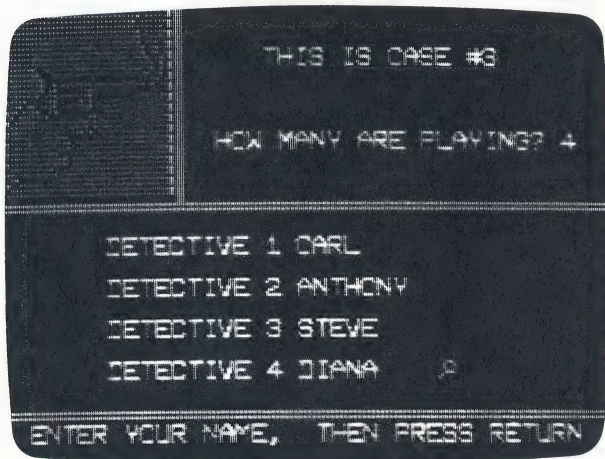 THIS IS CASE #3
HOW MANY ARE PLAYING? 4
DETECTIVE 1 CARL
DETECTIVE 2 ANTHONY
DETECTIVE 3 STEVE
DETECTIVE 4 DIANA
ENTER YOUR NAME, THEN PRESS RETURN